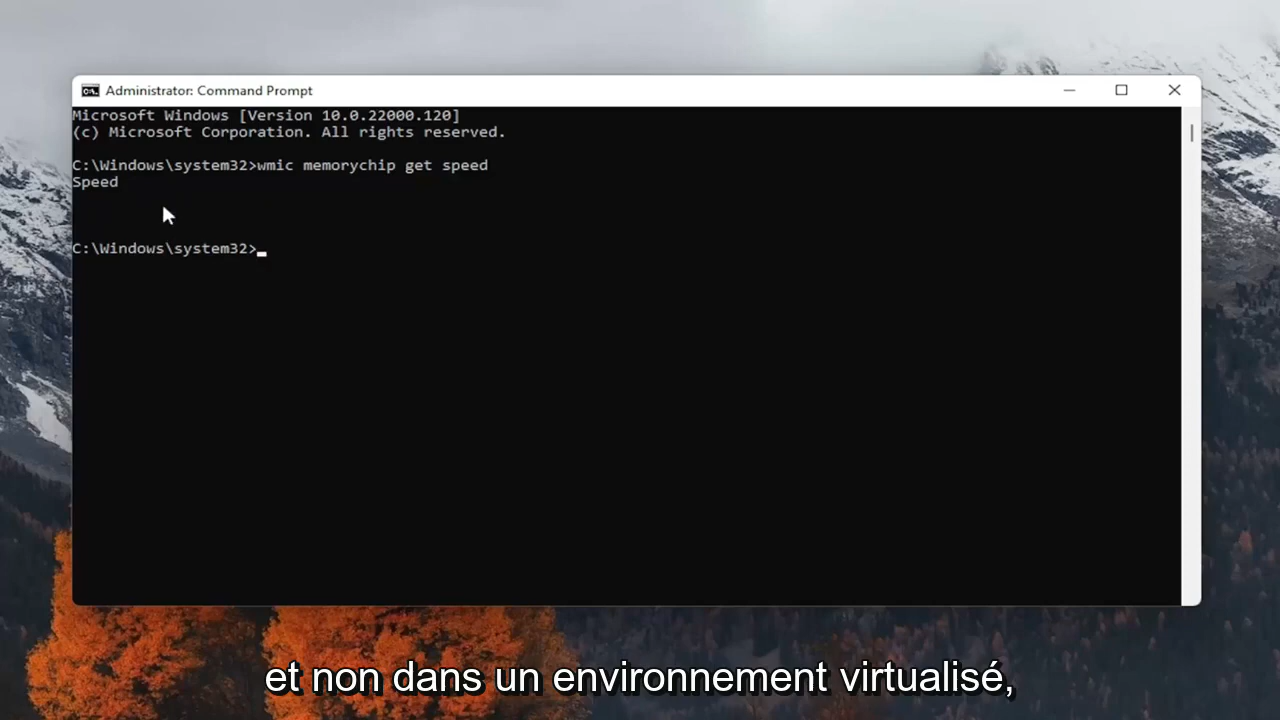 Administrator: Command Prompt
Microsoft Windows [Version 10.0.22000.120]
(c) Microsoft Corporation. All rights reserved.
C:\Windows\system32>wmic memorychip get speed
Speed
C:\Windows\system32>
et non dans un environnement virtualisé,